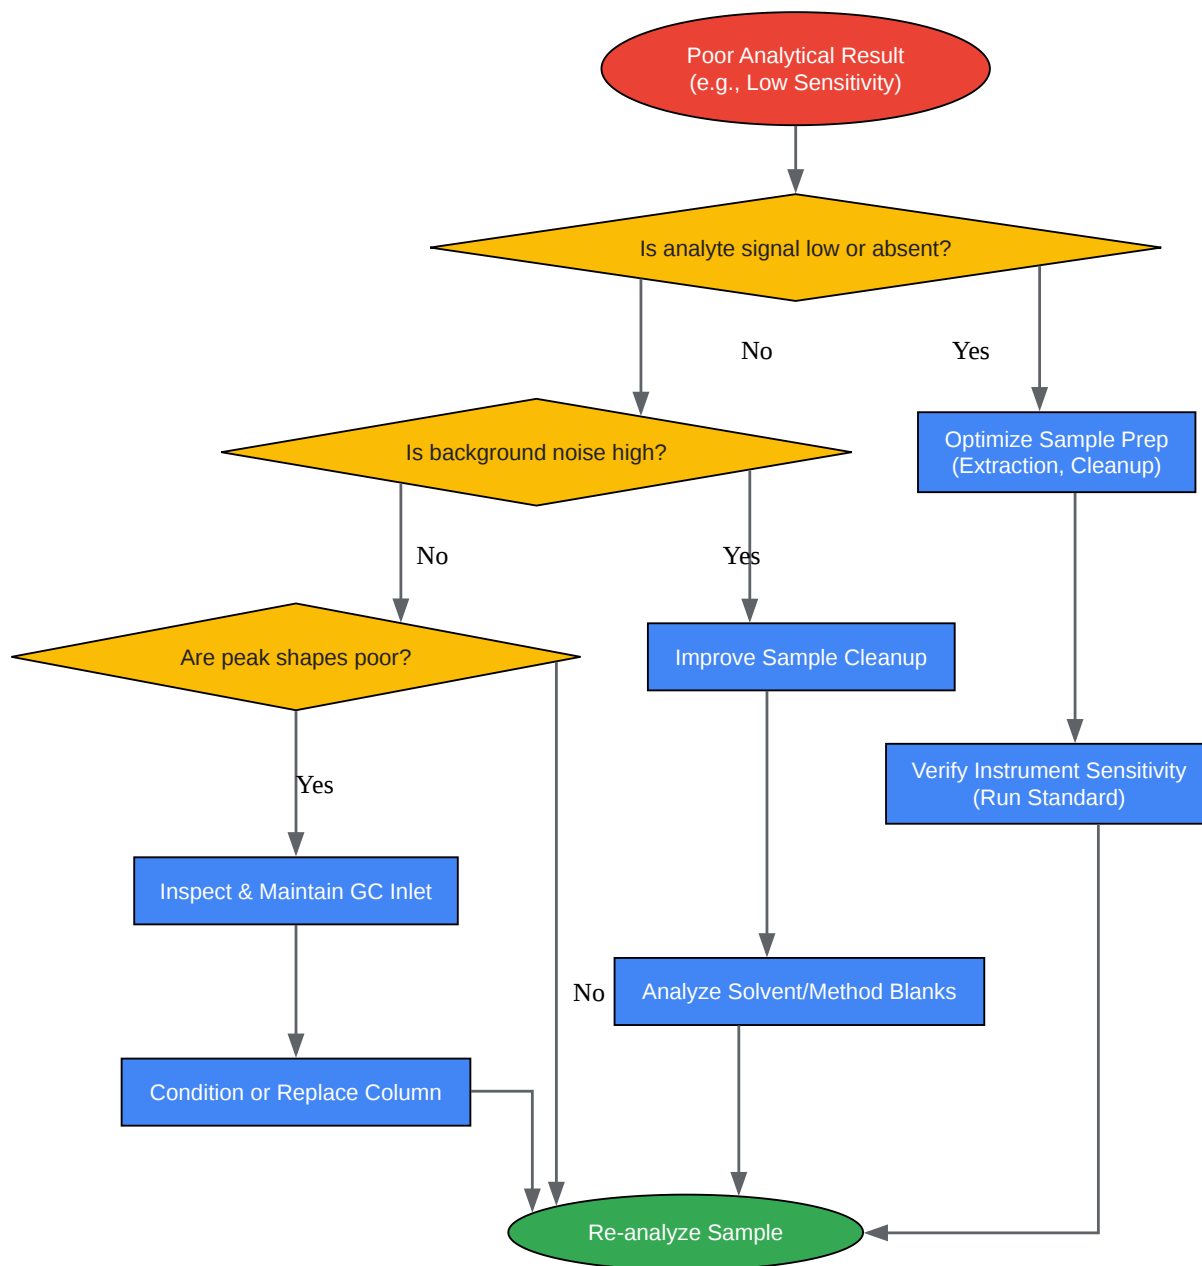 Poor Analytical Result
(e.g., Low Sensitivity)
Is analyte signal low or absent?
No
Yes
Is background noise high?
Optimize Sample Prep
(Extraction, Cleanup)
No
Yes
Are peak shapes poor?
Improve Sample Cleanup
Verify Instrument Sensitivity
(Run Standard)
Yes
Inspect & Maintain GC Inlet
No
Analyze Solvent/Method Blanks
Condition or Replace Column
Re-analyze Sample